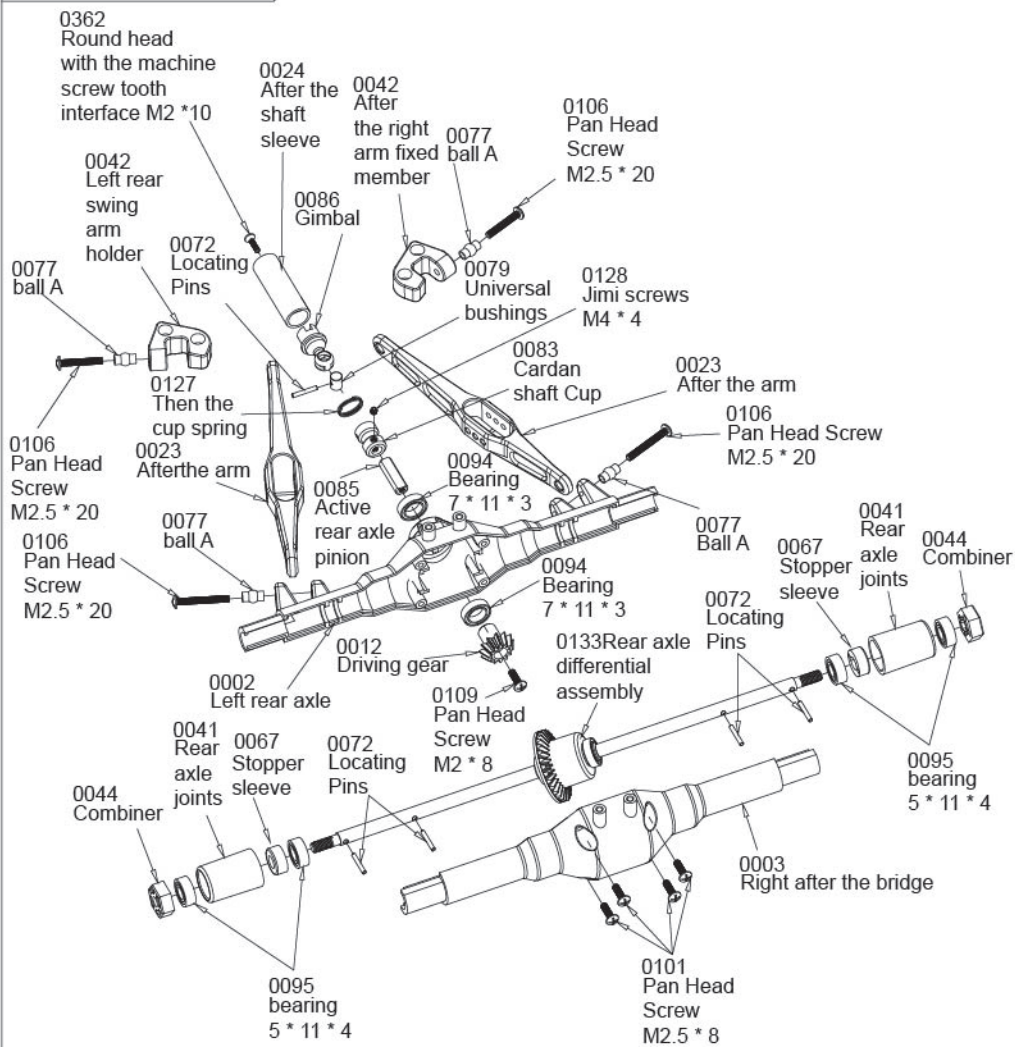 0362
Round head
with the machine
screw tooth
interface M2 *10
0024
After the
shaft
sleeve
0042
After
the right
arm fixed
member
0077
ball A
0106
Pan Head
Screw
M2.5 * 20
0042
Left rear
swing
arm
holder
0086
Gimbal
0072
Locating
Pins
0077
ball A
0079
Universal
bushings
0128
Jimi screws
M4 * 4
0083
Cardan
shaft Cup
0023
After the arm
0127
Then the
cup spring
0106
Pan Head Screw
M2.5 * 20
0106
Pan Head
Screw
M2.5 * 20
0023
Afterthe arm
0085
Active
rear axle
pinion
0094
Bearing
7 * 11 * 3
0077
Ball A
0041
Rear
axle
joints
0044
Combiner
0067
Stopper
sleeve
0106
Pan Head
Screw
M2.5 * 20
0077
ball A
0094
Bearing
7 * 11 * 3
0072
Locating
Pins
0012
Driving gear
0133Rear axle
differential
assembly
0002
Left rear axle
0109
Pan Head
Screw
M2 * 8
0041
Rear
axle
joints
0067
Stopper
sleeve
0072
Locating
Pins
0095
bearing
5 * 11 * 4
0044
Combiner
0003
Right after the bridge
0095
bearing
5 * 11 * 4
0101
Pan Head
Screw
M2.5 * 8